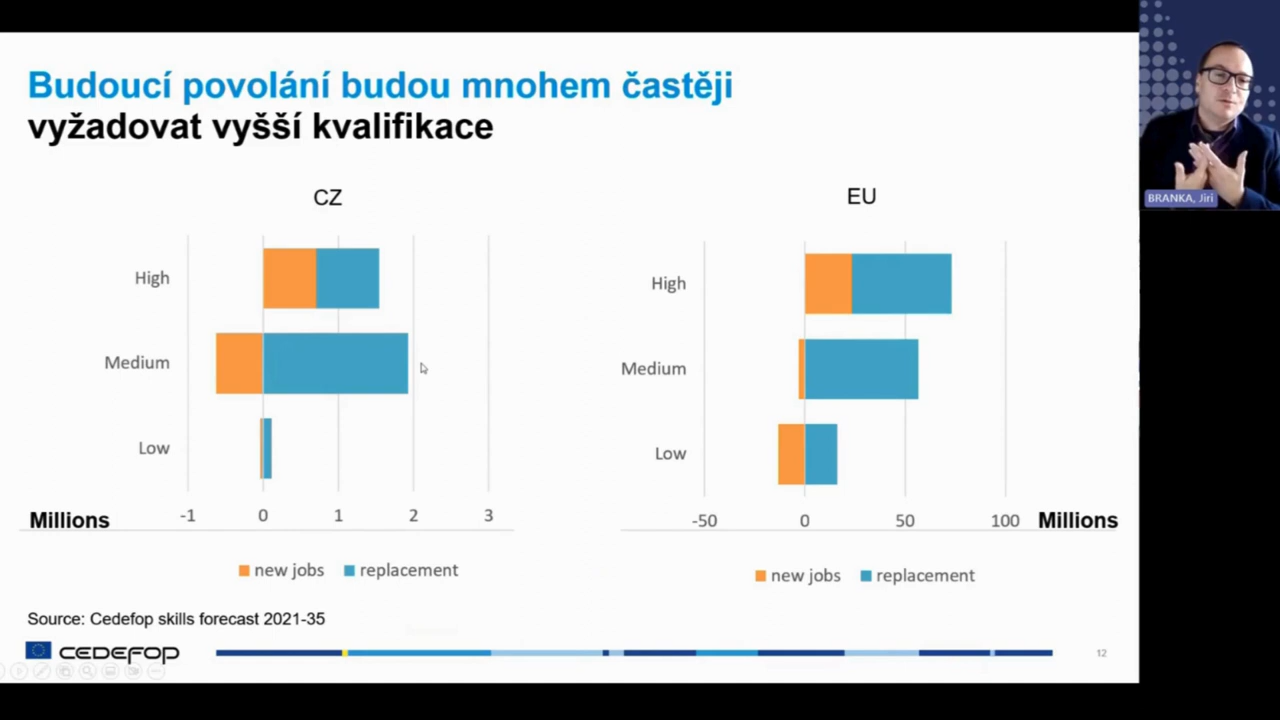 Budoucí povolání budou mnohem častěji
vyžadovat vyšší kvalifikace
CZ
High
Medium
Low
Millions
-1 0 1 2 3
new jobs replacement
EU
High
Medium
Low
-50 0 50 100 Millions
new jobs replacement
Source: Cedefop skills forecast 2021-35
CEDEFOP
12
BRANKA, Jiri